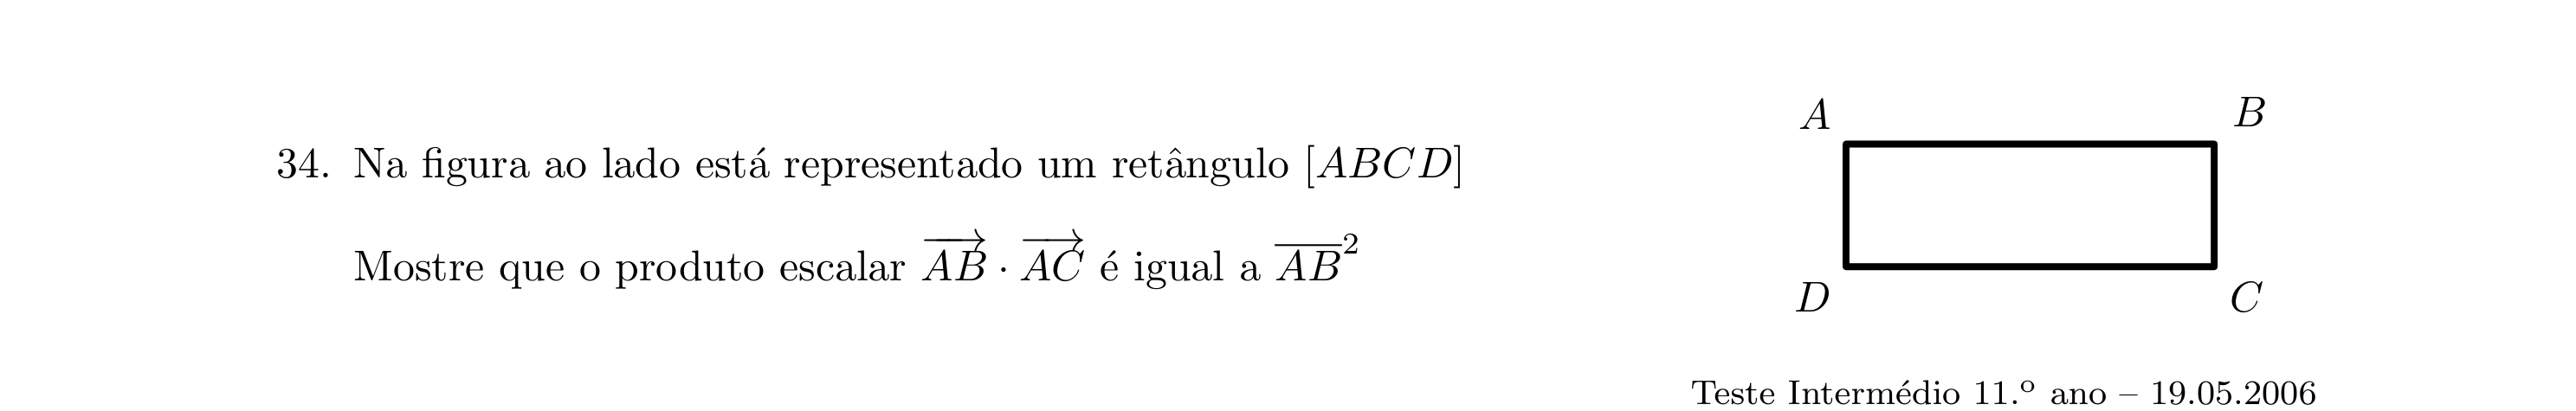 A B
34. Na figura ao lado está representado um retângulo [ABCD]
Mostre que o produto escalar $\overrightarrow{AB} \cdot \overrightarrow{AC}$ é igual a $\overline{AB}^2$
D C
Teste Intermédio 11.º ano – 19.05.2006